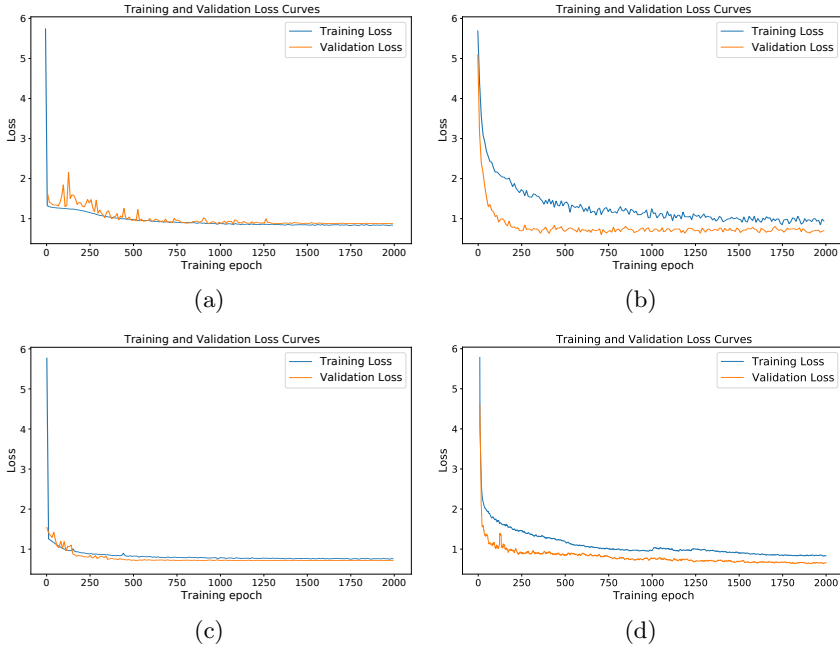 Training and Validation Loss Curves
6
5
4
3
2
1
Loss
Training Loss
Validation Loss
0 250 500 750 1000 1250 1500 1750 2000
Training epoch
(a)
Training and Validation Loss Curves
6
5
4
3
2
1
Loss
Training Loss
Validation Loss
0 250 500 750 1000 1250 1500 1750 2000
Training epoch
(b)
Training and Validation Loss Curves
6
5
4
3
2
1
Loss
Training Loss
Validation Loss
0 250 500 750 1000 1250 1500 1750 2000
Training epoch
(c)
Training and Validation Loss Curves
6
5
4
3
2
1
Loss
Training Loss
Validation Loss
0 250 500 750 1000 1250 1500 1750 2000
Training epoch
(d)